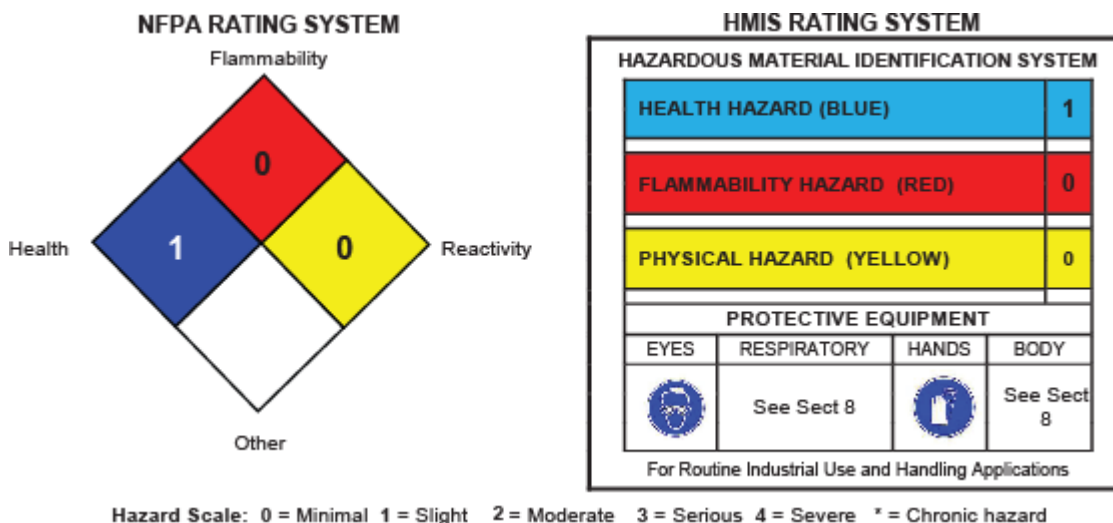 NFPA RATING SYSTEM
Flammability
0
Health
1
0
Reactivity
Other
HMIS RATING SYSTEM
HAZARDOUS MATERIAL IDENTIFICATION SYSTEM
HEALTH HAZARD (BLUE) 1
FLAMMABILITY HAZARD (RED) 0
PHYSICAL HAZARD (YELLOW) 0
PROTECTIVE EQUIPMENT
EYES RESPIRATORY HANDS BODY
See Sect 8 See Sect
8
For Routine Industrial Use and Handling Applications
Hazard Scale: 0 = Minimal 1 = Slight 2 = Moderate 3 = Serious 4 = Severe * = Chronic hazard